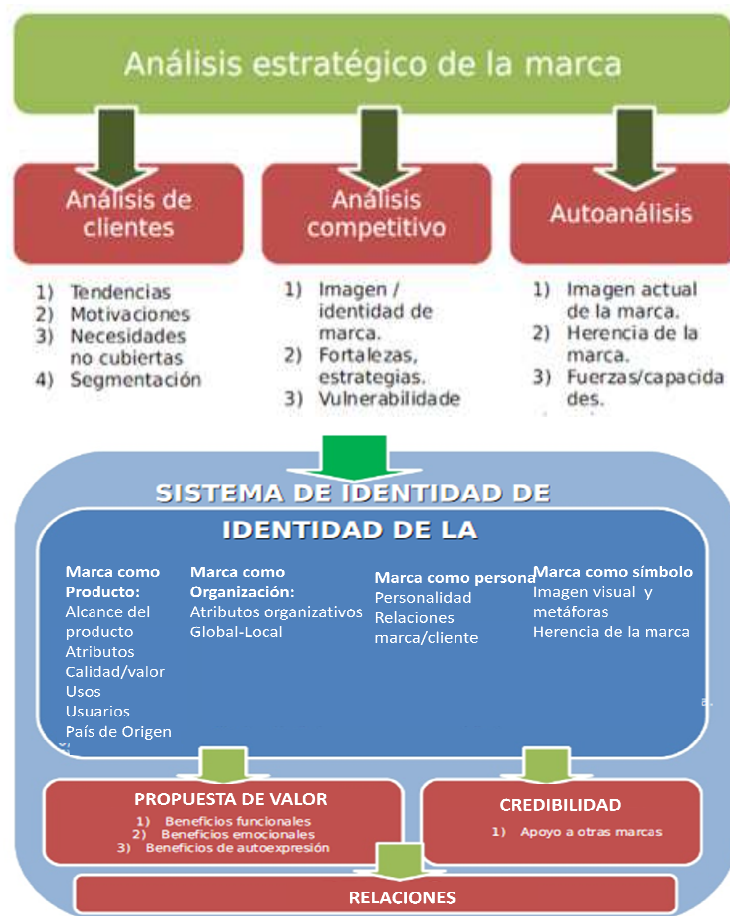 Análisis estratégico de la marca
Análisis de
clientes
1) Tendencias
2) Motivaciones
3) Necesidades
no cubiertas
4) Segmentación
Análisis
competitivo
1) Imagen /
identidad de
marca.
2) Fortalezas,
estrategias.
3) Vulnerabilidade
Autoanálisis
1) Imagen actual
de la marca.
2) Herencia de la
marca.
3) Fuerzas/capacida
des.
SISTEMA DE IDENTIDAD DE
IDENTIDAD DE LA
Marca como
Producto:
Alcance del
producto
Atributos
Calidad/valor
Usos
Usuarios
País de Origen
Marca como
Organización:
Atributos organizativos
Global-Local
Marca como persona
Personalidad
Relaciones
marca/cliente
Marca como símbolo
Imagen visual y
metáforas
Herencia de la marca
PROPUESTA DE VALOR
1) Beneficios funcionales
2) Beneficios emocionales
3) Beneficios de autoexpresión
CREDIBILIDAD
1) Apoyo a otras marcas
RELACIONES